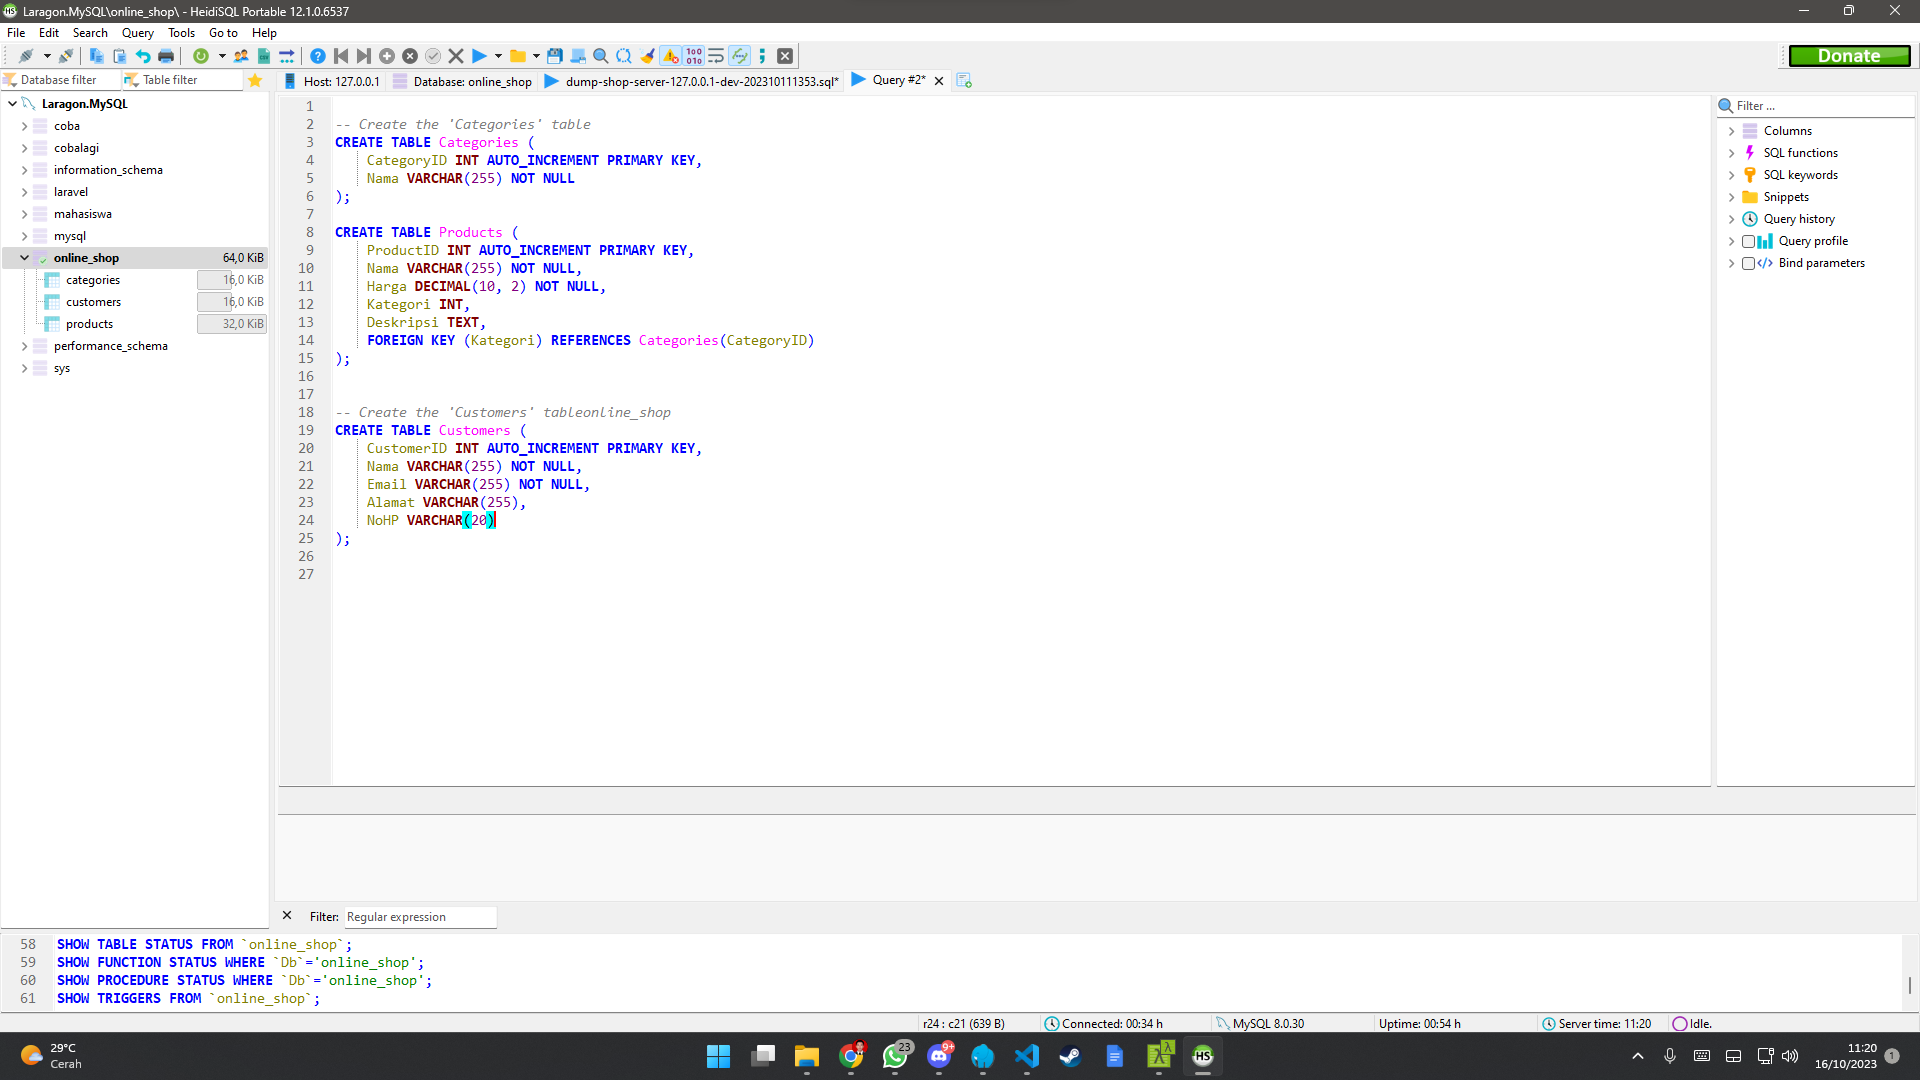 Laragon.MySQL\online_shop\ - HeidiSQL Portable 12.1.0.6537
File Edit Search Query Tools Go to Help
Donate
Database filter
Table filter
Host: 127.0.0.1
Database: online_shop
dump-shop-server-127.0.0.1-dev-202310111353.sql*
Query #2*
Laragon.MySQL
coba
cobalagi
information_schema
laravel
mahasiswa
mysql
online_shop 64,0 KiB
categories 16,0 KiB
customers 16,0 KiB
products 32,0 KiB
performance_schema
sys
1
2 -- Create the 'Categories' table
3 CREATE TABLE Categories (
4 CategoryID INT AUTO_INCREMENT PRIMARY KEY,
5 Nama VARCHAR(255) NOT NULL
6 );
7
8 CREATE TABLE Products (
9 ProductID INT AUTO_INCREMENT PRIMARY KEY,
10 Nama VARCHAR(255) NOT NULL,
11 Harga DECIMAL(10, 2) NOT NULL,
12 Kategori INT,
13 Deskripsi TEXT,
14 FOREIGN KEY (Kategori) REFERENCES Categories(CategoryID)
15 );
16
17
18 -- Create the 'Customers' tableonline_shop
19 CREATE TABLE Customers (
20 CustomerID INT AUTO_INCREMENT PRIMARY KEY,
21 Nama VARCHAR(255) NOT NULL,
22 Email VARCHAR(255) NOT NULL,
23 Alamat VARCHAR(255),
24 NoHP VARCHAR(20)
25 );
26
27
Filter ...
Columns
SQL functions
SQL keywords
Snippets
Query history
Query profile
Bind parameters
Filter: Regular expression
58 SHOW TABLE STATUS FROM `online_shop`;
59 SHOW FUNCTION STATUS WHERE `Db`='online_shop';
60 SHOW PROCEDURE STATUS WHERE `Db`='online_shop';
61 SHOW TRIGGERS FROM `online_shop`;
r24 : c21 (639 B)
Connected: 00:34 h
MySQL 8.0.30
Uptime: 00:54 h
Server time: 11:20
Idle.
29°C
Cerah
23
9+
HS
11:20
16/10/2023
1